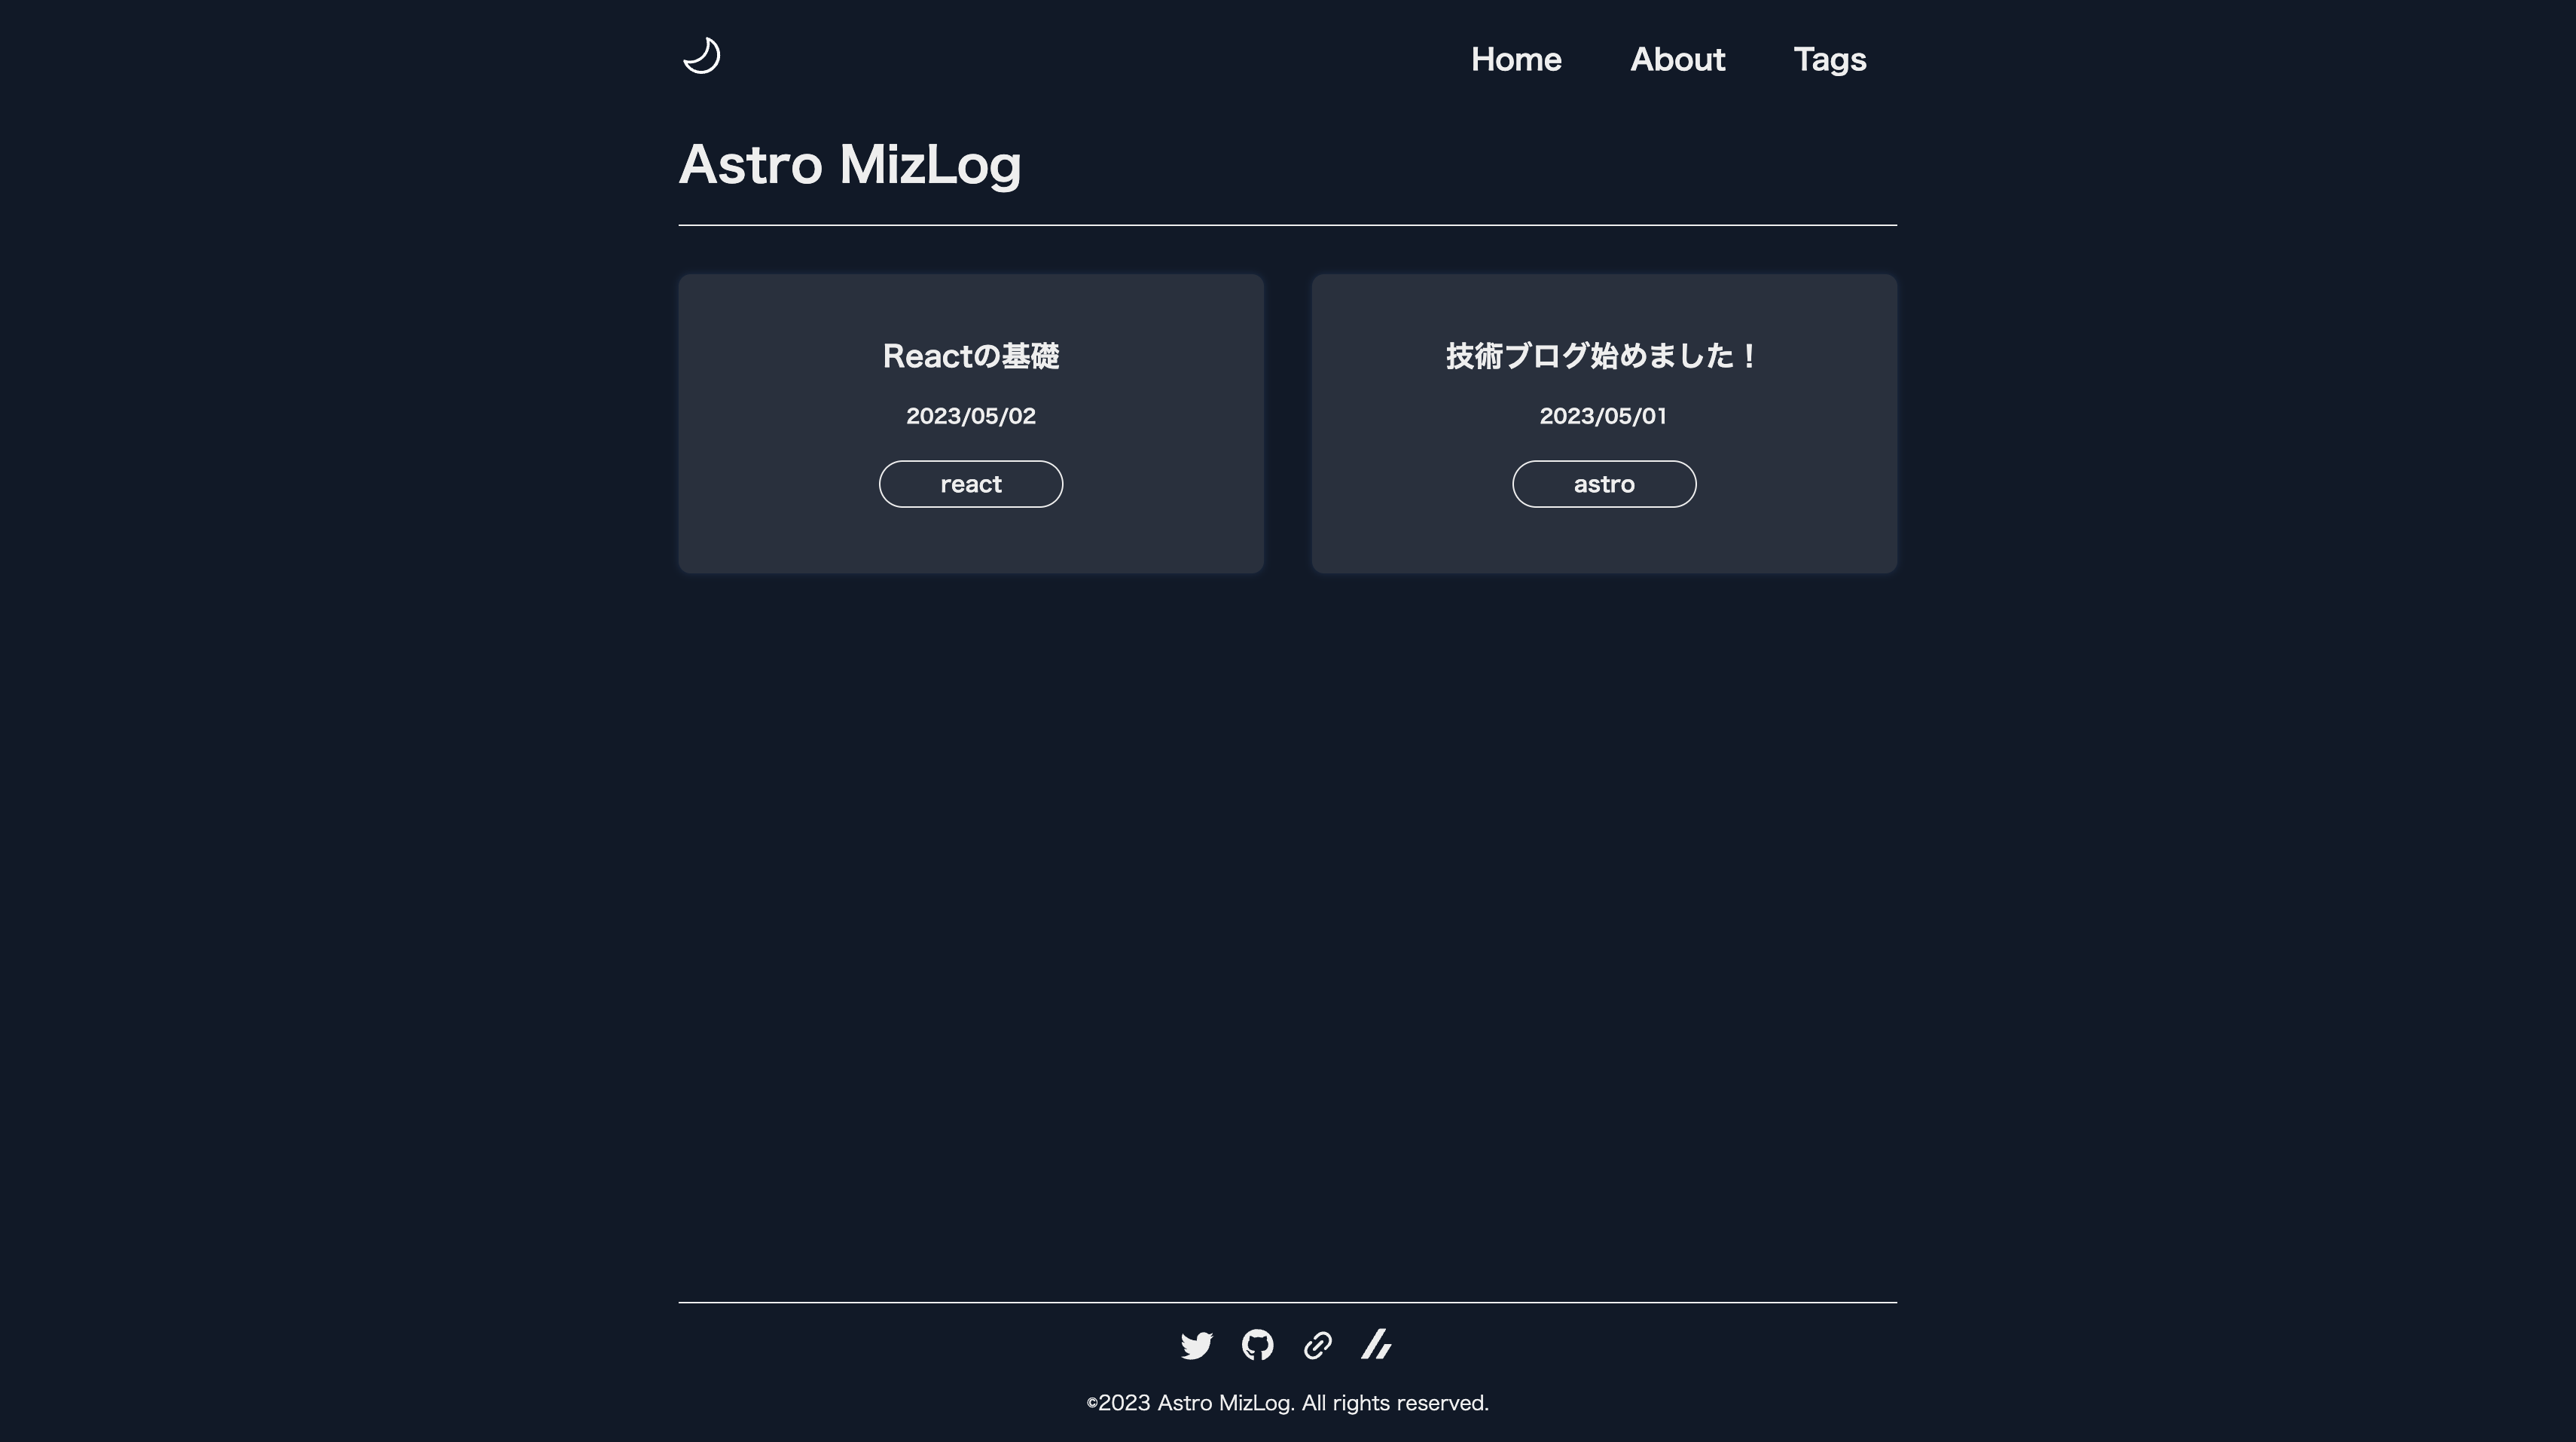 Home About Tags
Astro MizLog
Reactの基礎
2023/05/02
react
技術ブログ始めました！
2023/05/01
astro
©2023 Astro MizLog. All rights reserved.